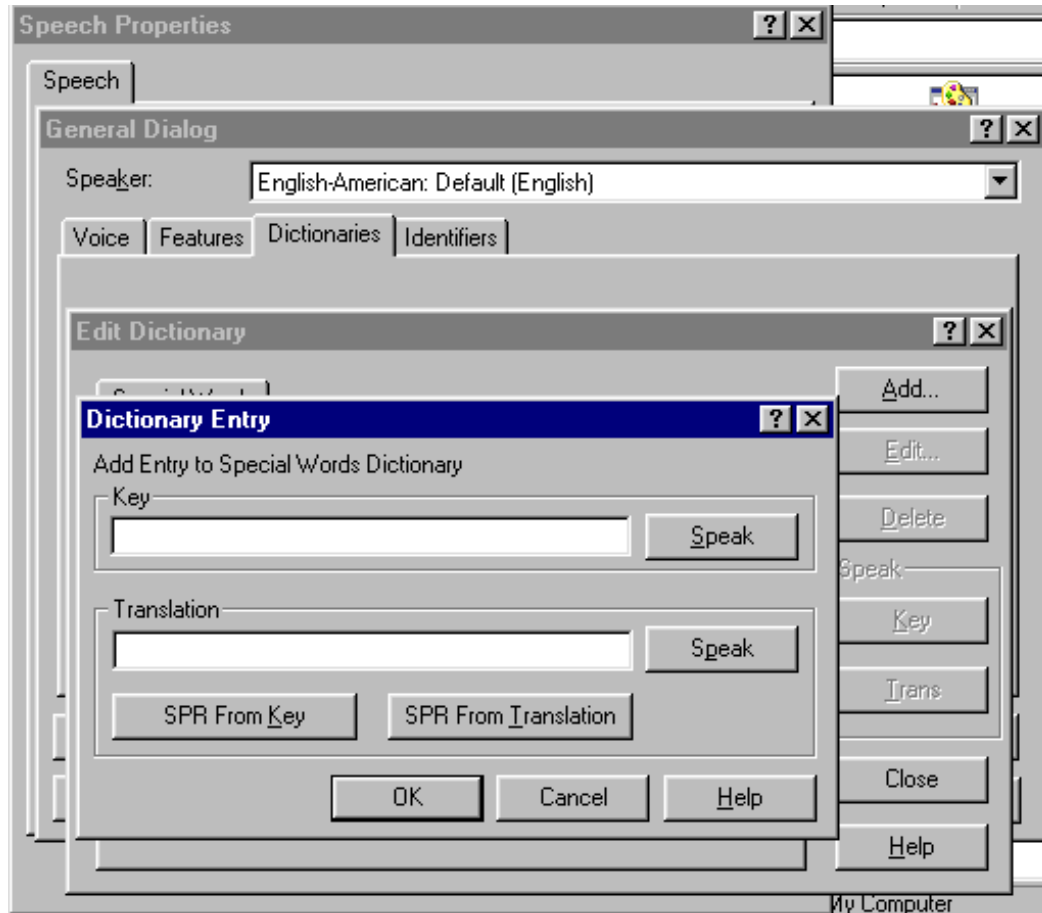 Speech Properties
Speech
General Dialog
Speaker:
English-American: Default (English)
Voice
Features
Dictionaries
Identifiers
Edit Dictionary
Add...
Dictionary Entry
Edit...
Add Entry to Special Words Dictionary
Key
Speak
Delete
Speak
Translation
Speak
Key
Trans
SPR From Key
SPR From Translation
OK
Cancel
Help
Close
Help
My Computer